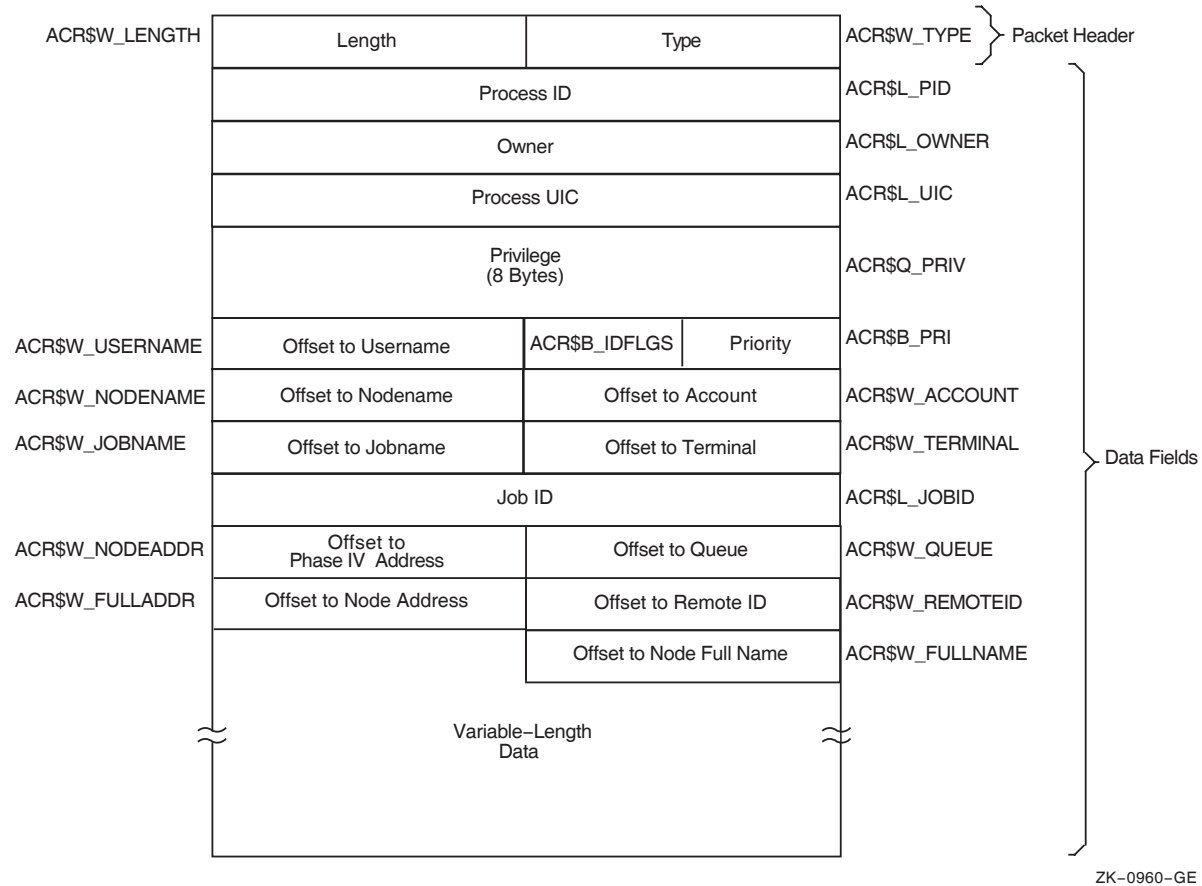 ACR$W_LENGTH Length Type ACR$W_TYPE Packet Header
Process ID ACR$L_PID
Owner ACR$L_OWNER
Process UIC ACR$L_UIC
Privilege
(8 Bytes)
ACR$Q_PRIV
ACR$W_USERNAME Offset to Username ACR$B_IDFLGS Priority ACR$B_PRI
ACR$W_NODENAME Offset to Nodename Offset to Account ACR$W_ACCOUNT
ACR$W_JOBNAME Offset to Jobname Offset to Terminal ACR$W_TERMINAL
Data Fields
Job ID ACR$L_JOBID
ACR$W_NODEADDR Offset to
Phase IV Address
Offset to Queue ACR$W_QUEUE
ACR$W_FULLADDR Offset to Node Address Offset to Remote ID ACR$W_REMOTEID
Offset to Node Full Name ACR$W_FULLNAME
Variable−Length
Data
ZK−0960−GE